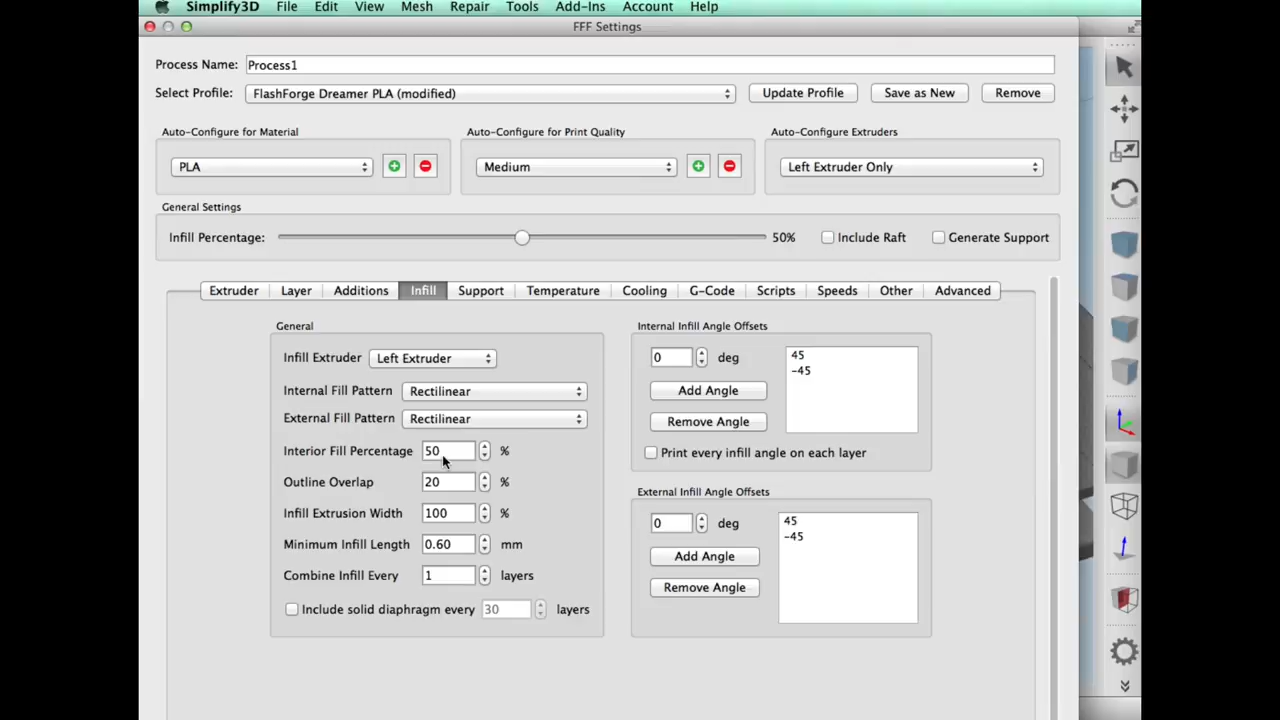 Simplify3D File Edit View Mesh Repair Tools Add-Ins Account Help
FFF Settings
Process Name: Process1
Select Profile: FlashForge Dreamer PLA (modified) Update Profile Save as New Remove
Auto-Configure for Material Auto-Configure for Print Quality Auto-Configure Extruders
PLA Medium Left Extruder Only
General Settings
Infill Percentage: 50% Include Raft Generate Support
Extruder Layer Additions Infill Support Temperature Cooling G-Code Scripts Speeds Other Advanced
General
Infill Extruder Left Extruder
Internal Fill Pattern Rectilinear
External Fill Pattern Rectilinear
Interior Fill Percentage 50 %
Outline Overlap 20 %
Infill Extrusion Width 100 %
Minimum Infill Length 0.60 mm
Combine Infill Every 1 layers
Include solid diaphragm every 30 layers
Internal Infill Angle Offsets
0 deg
Add Angle
Remove Angle
45
-45
Print every infill angle on each layer
External Infill Angle Offsets
0 deg
Add Angle
Remove Angle
45
-45